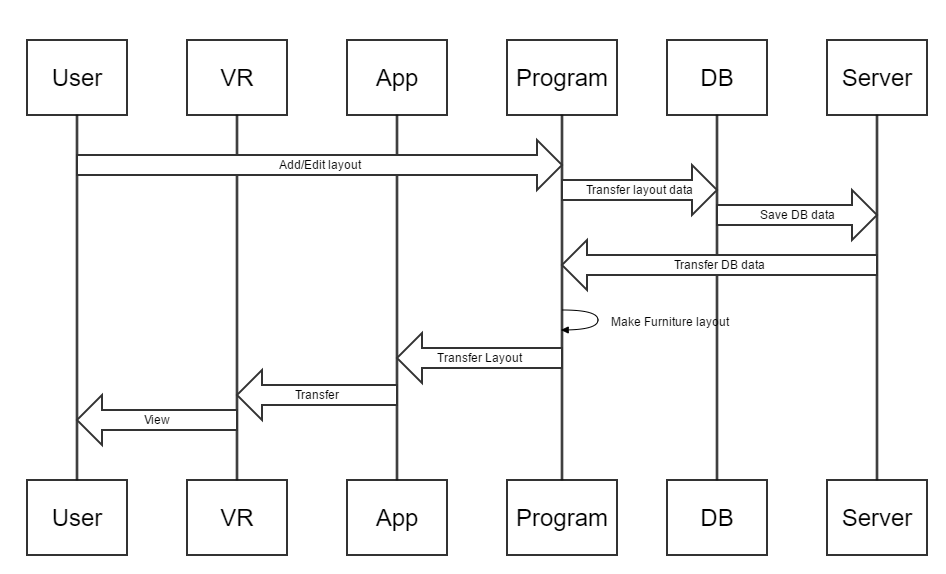 User
VR
App
Program
DB
Server
Add/Edit layout
Transfer layout data
Save DB data
Transfer DB data
Make Furniture layout
Transfer Layout
Transfer
View
User
VR
App
Program
DB
Server